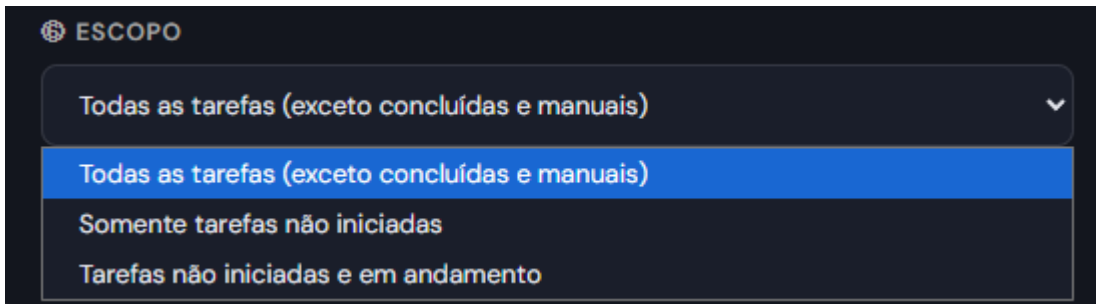 ESCOPO
Todas as tarefas (exceto concluídas e manuais)
Todas as tarefas (exceto concluídas e manuais)
Somente tarefas não iniciadas
Tarefas não iniciadas e em andamento